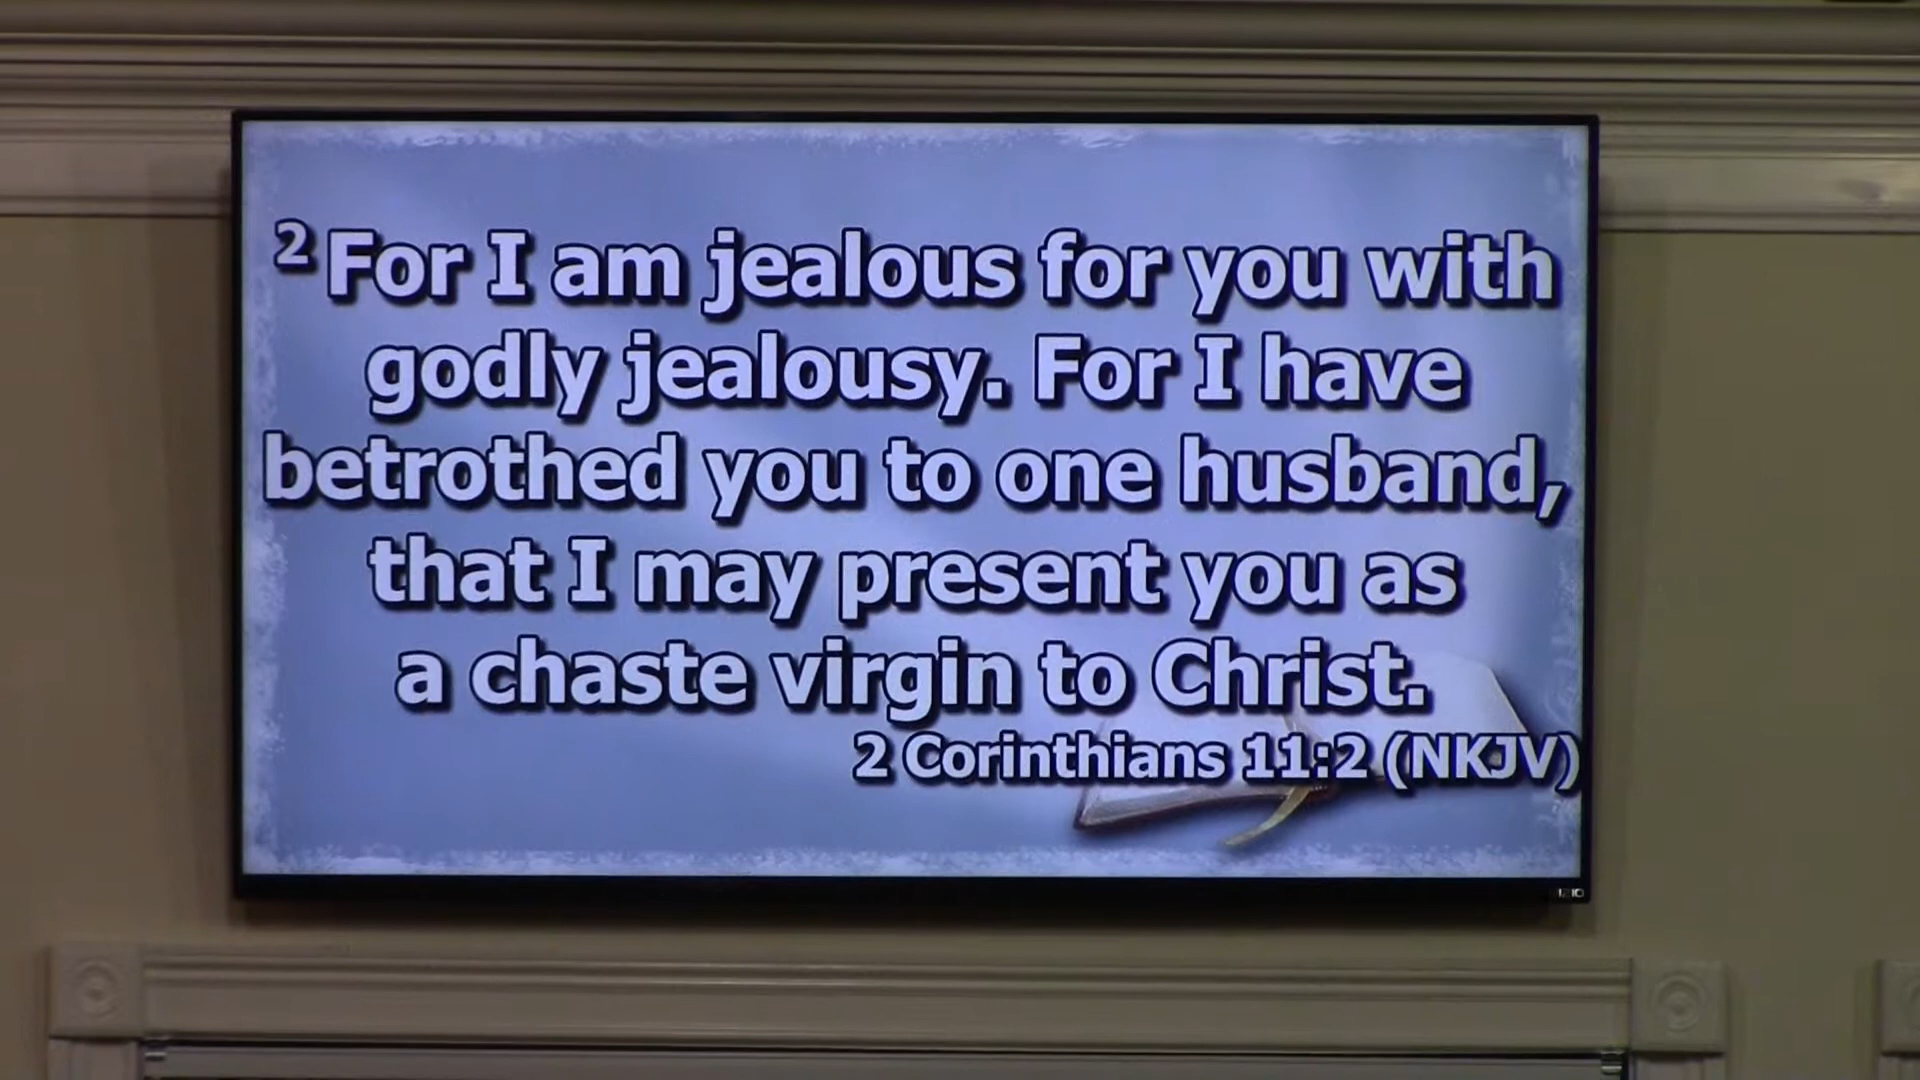 2 For I am jealous for you with
godly jealousy. For I have
betrothed you to one husband,
that I may present you as
a chaste virgin to Christ.
2 Corinthians 11:2 (NKJV)